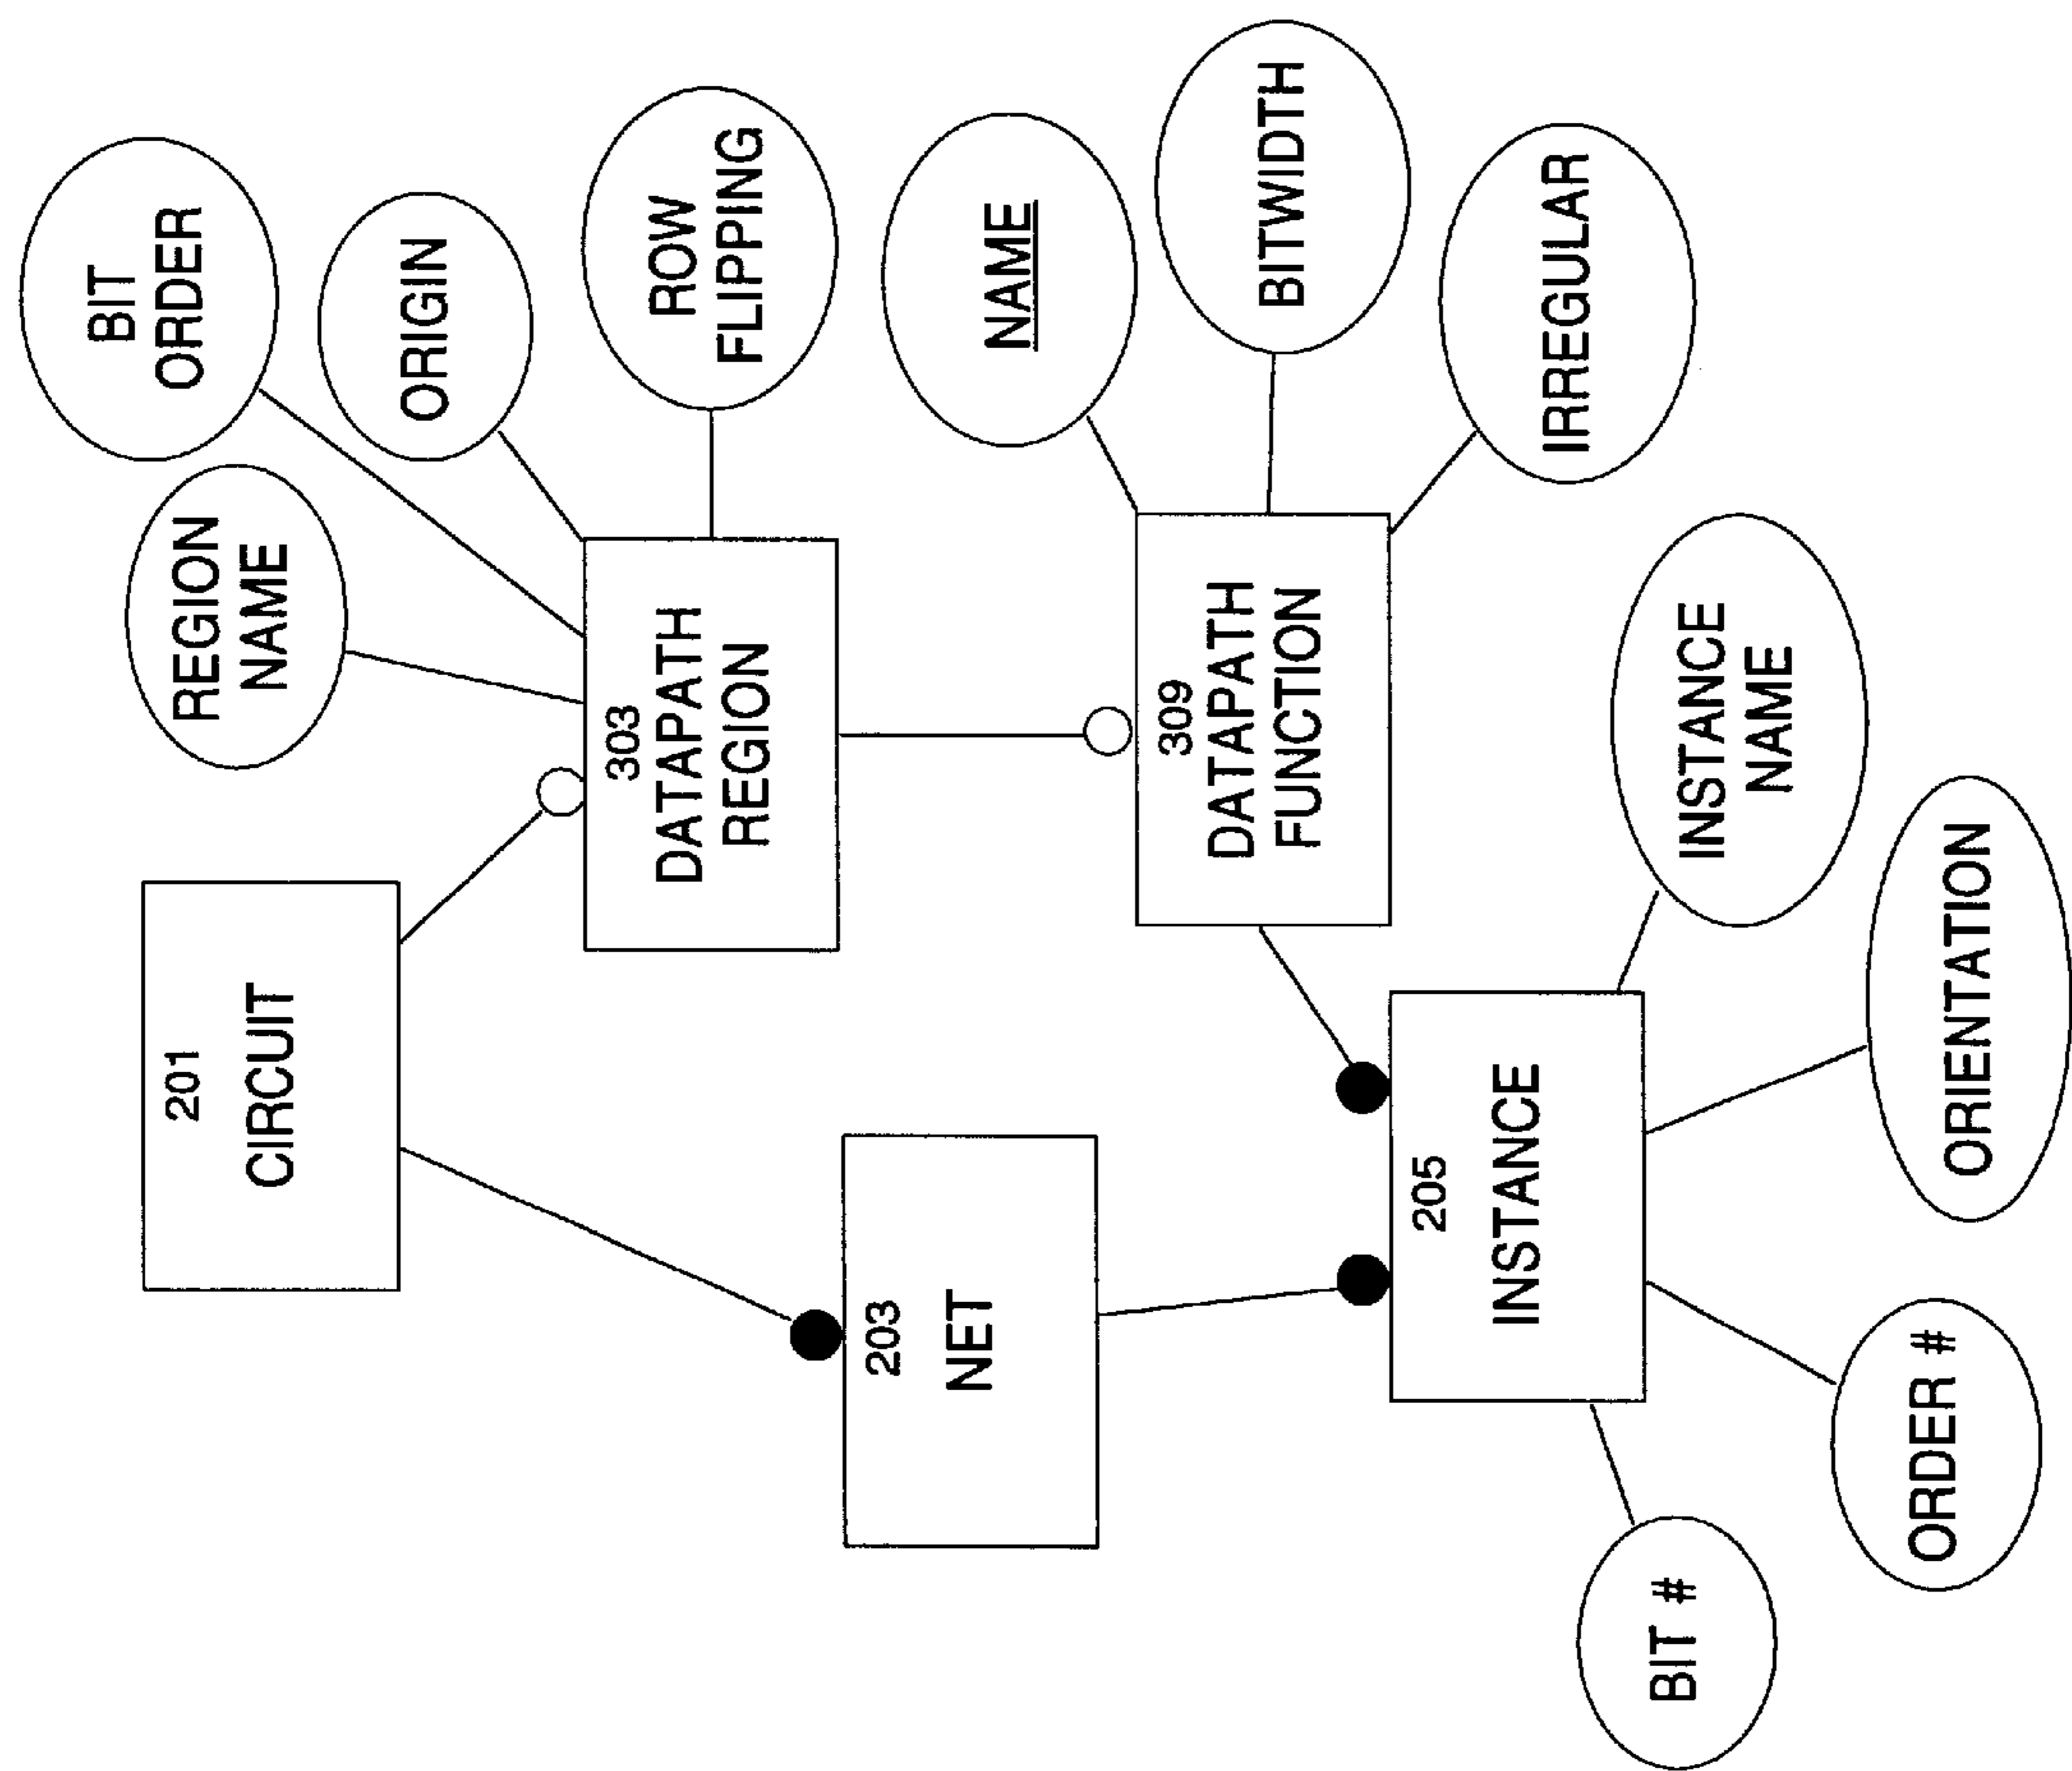 BIT
ORDER
REGION
NAME
ORIGIN
ROW
FLIPPING
201
CIRCUIT
303
DATAPATH
REGION
NAME
BITWIDTH
IRREGULAR
203
NET
309
DATAPATH
FUNCTION
205
INSTANCE
INSTANCE
NAME
ORIENTATION
ORDER #
BIT #